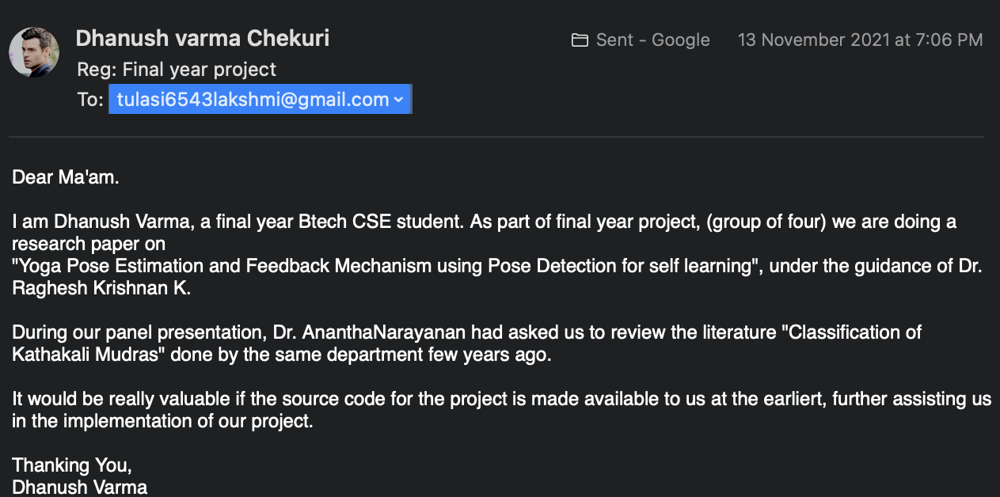 Dhanush varma Chekuri
Sent - Google
13 November 2021 at 7:06 PM
Reg: Final year project
To: tulasi6543lakshmi@gmail.com
Dear Ma'am.
I am Dhanush Varma, a final year Btech CSE student. As part of final year project, (group of four) we are doing a
research paper on
"Yoga Pose Estimation and Feedback Mechanism using Pose Detection for self learning", under the guidance of Dr.
Raghesh Krishnan K.
During our panel presentation, Dr. AnanthaNarayanan had asked us to review the literature "Classification of
Kathakali Mudras" done by the same department few years ago.
It would be really valuable if the source code for the project is made available to us at the earliert, further assisting us
in the implementation of our project.
Thanking You,
Dhanush Varma